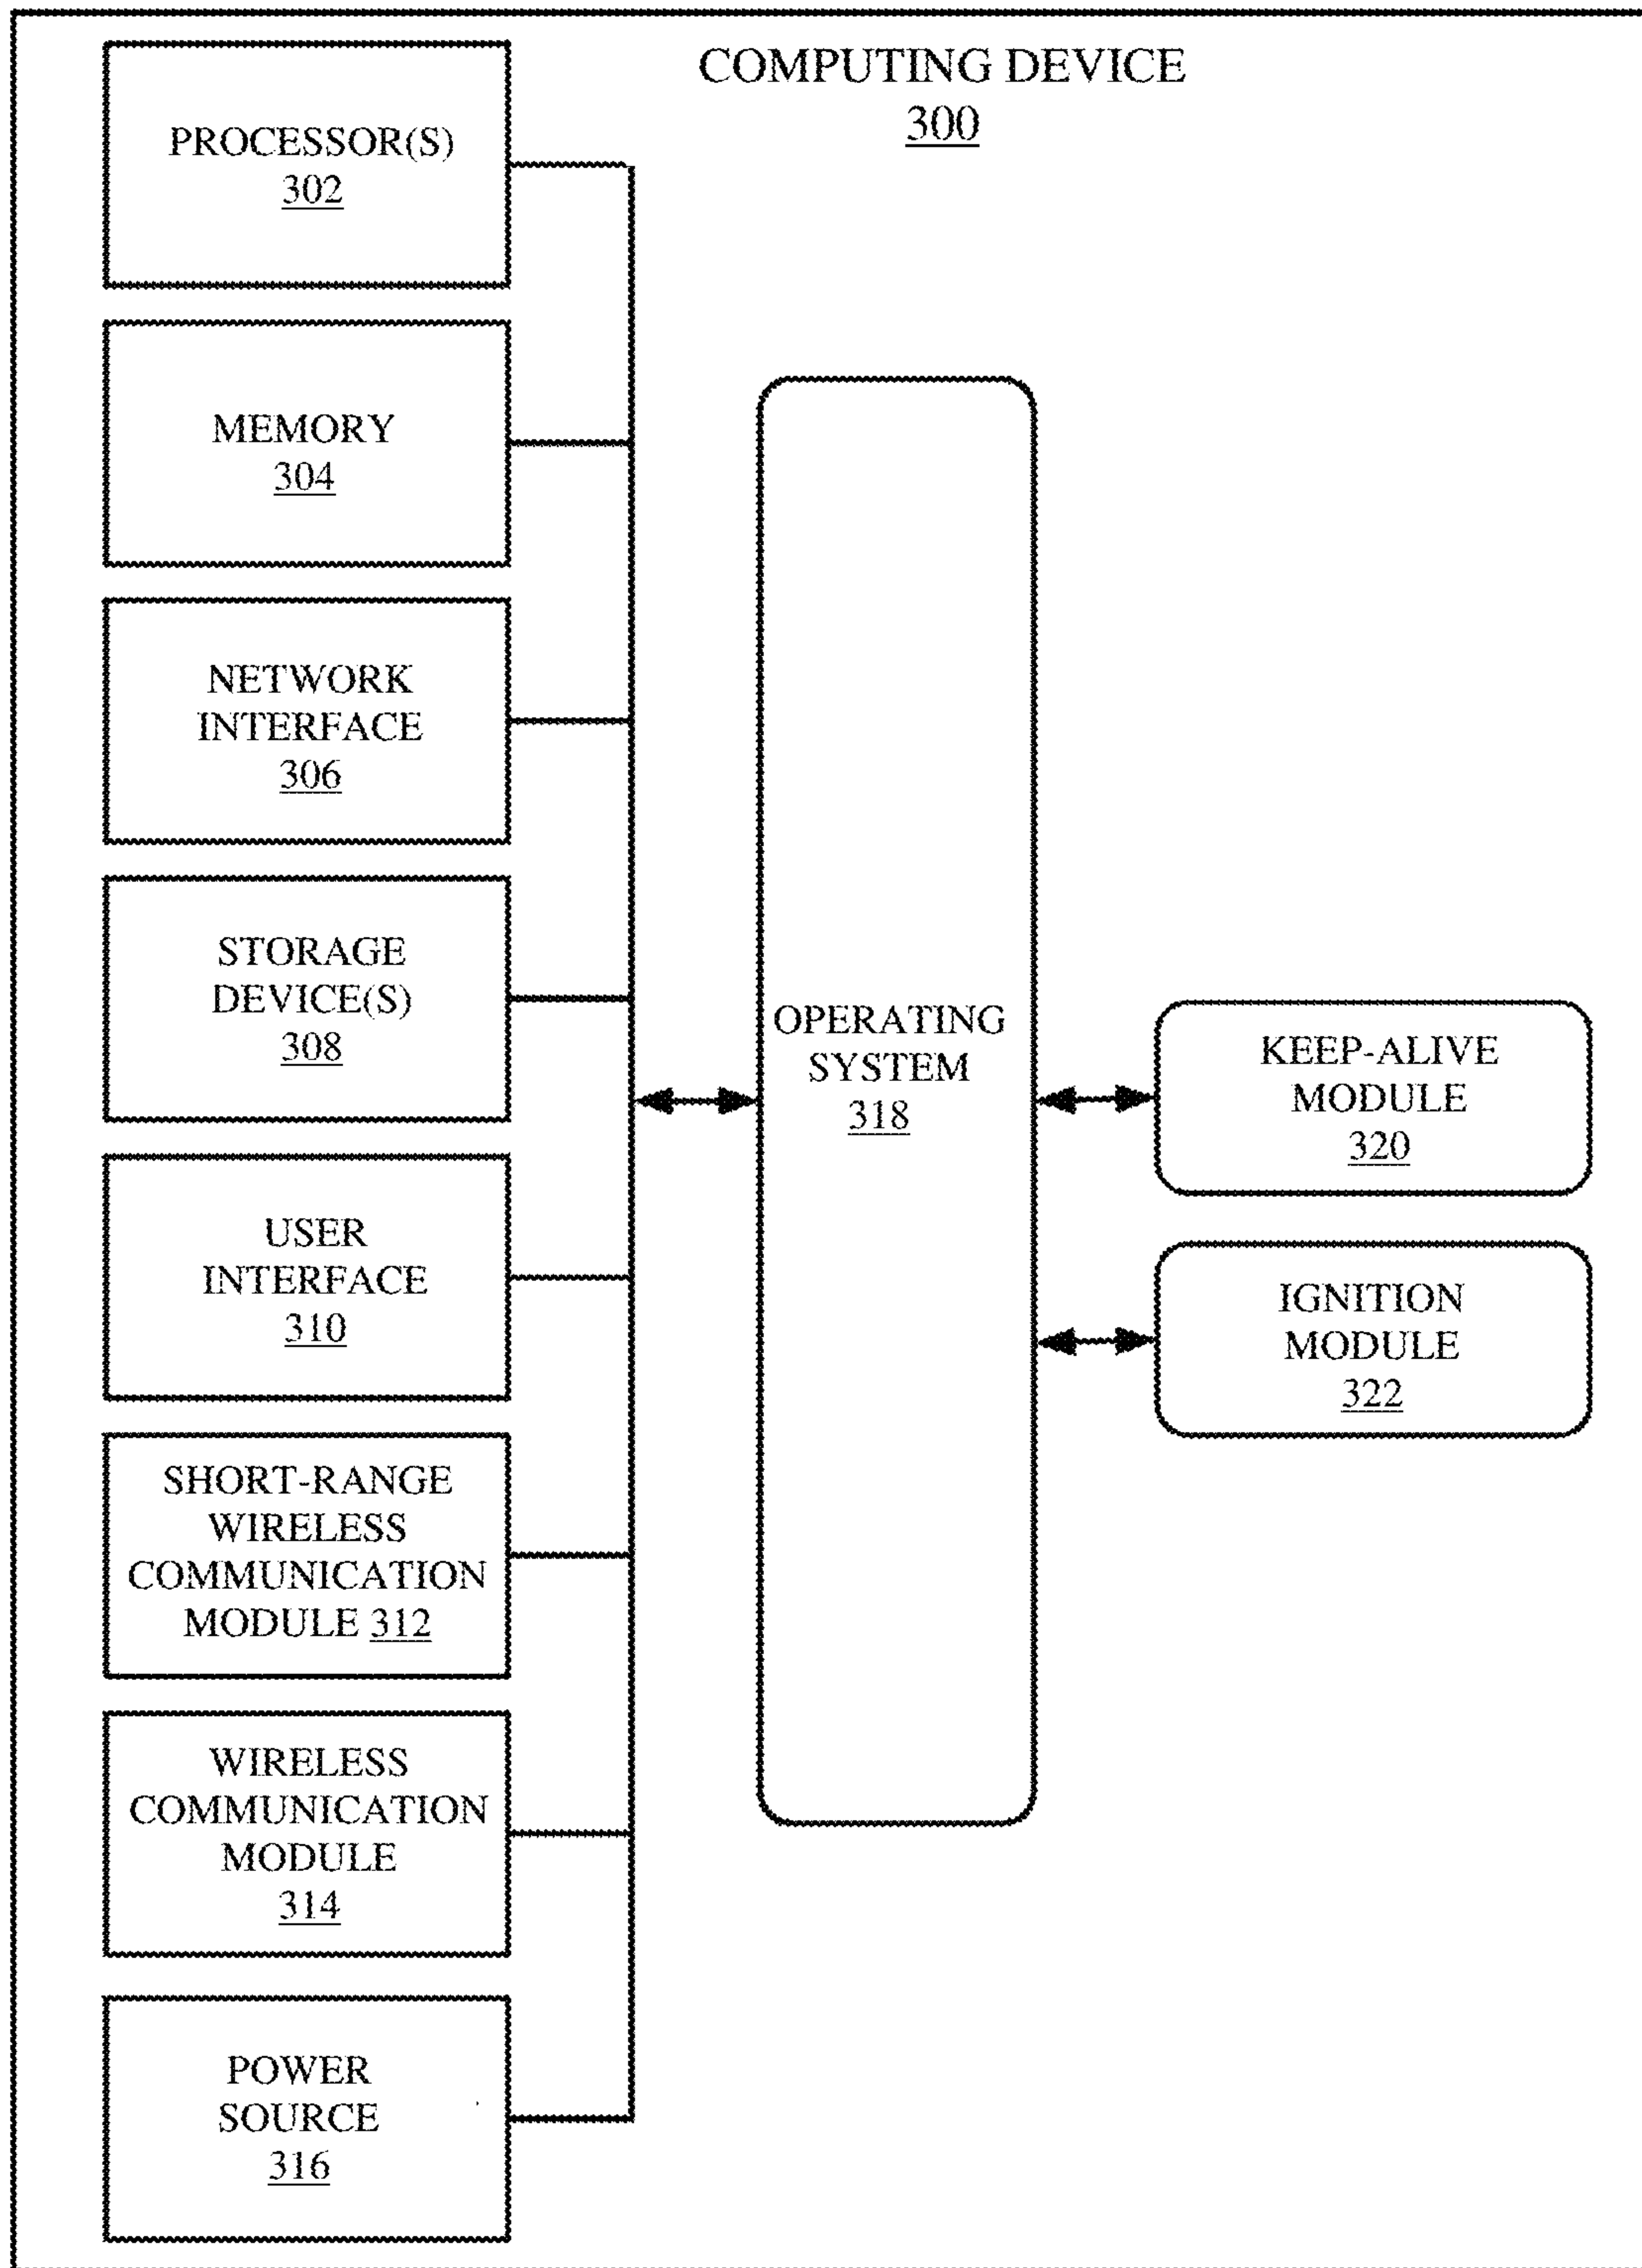 COMPUTING DEVICE
300
PROCESSOR(S)
302
MEMORY
304
NETWORK
INTERFACE
306
STORAGE
DEVICE(S)
308
USER
INTERFACE
310
SHORT-RANGE
WIRELESS
COMMUNICATION
MODULE 312
WIRELESS
COMMUNICATION
MODULE
314
POWER
SOURCE
316
OPERATING
SYSTEM
318
KEEP-ALIVE
MODULE
320
IGNITION
MODULE
322